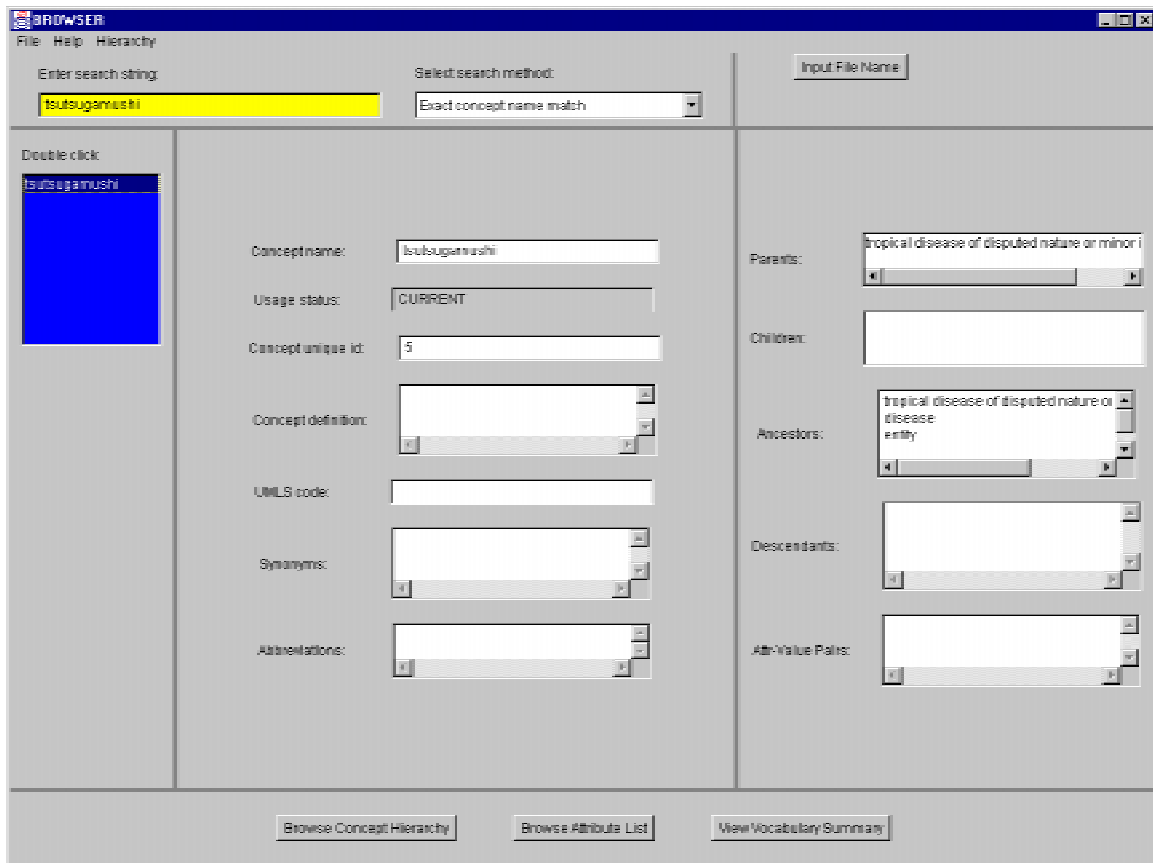 BROWSER
File Help Hierarchy
Enter search string:
tsutsugamushi
Select search method:
Exact concept name match
Input File Name
Double click
tsutsugamushi
Concept name:
tsutsugamushi
Usage status:
CURRENT
Concept unique id:
5
Concept definition:
UMLS code:
Synonyms:
Abbreviations:
Parents:
tropical disease of disputed nature or minor i
Children:
Ancestors:
tropical disease of disputed nature or
disease
entity
Descendants:
Attr-Value Pairs:
Browse Concept Hierarchy
Browse Attribute List
View Vocabulary Summary